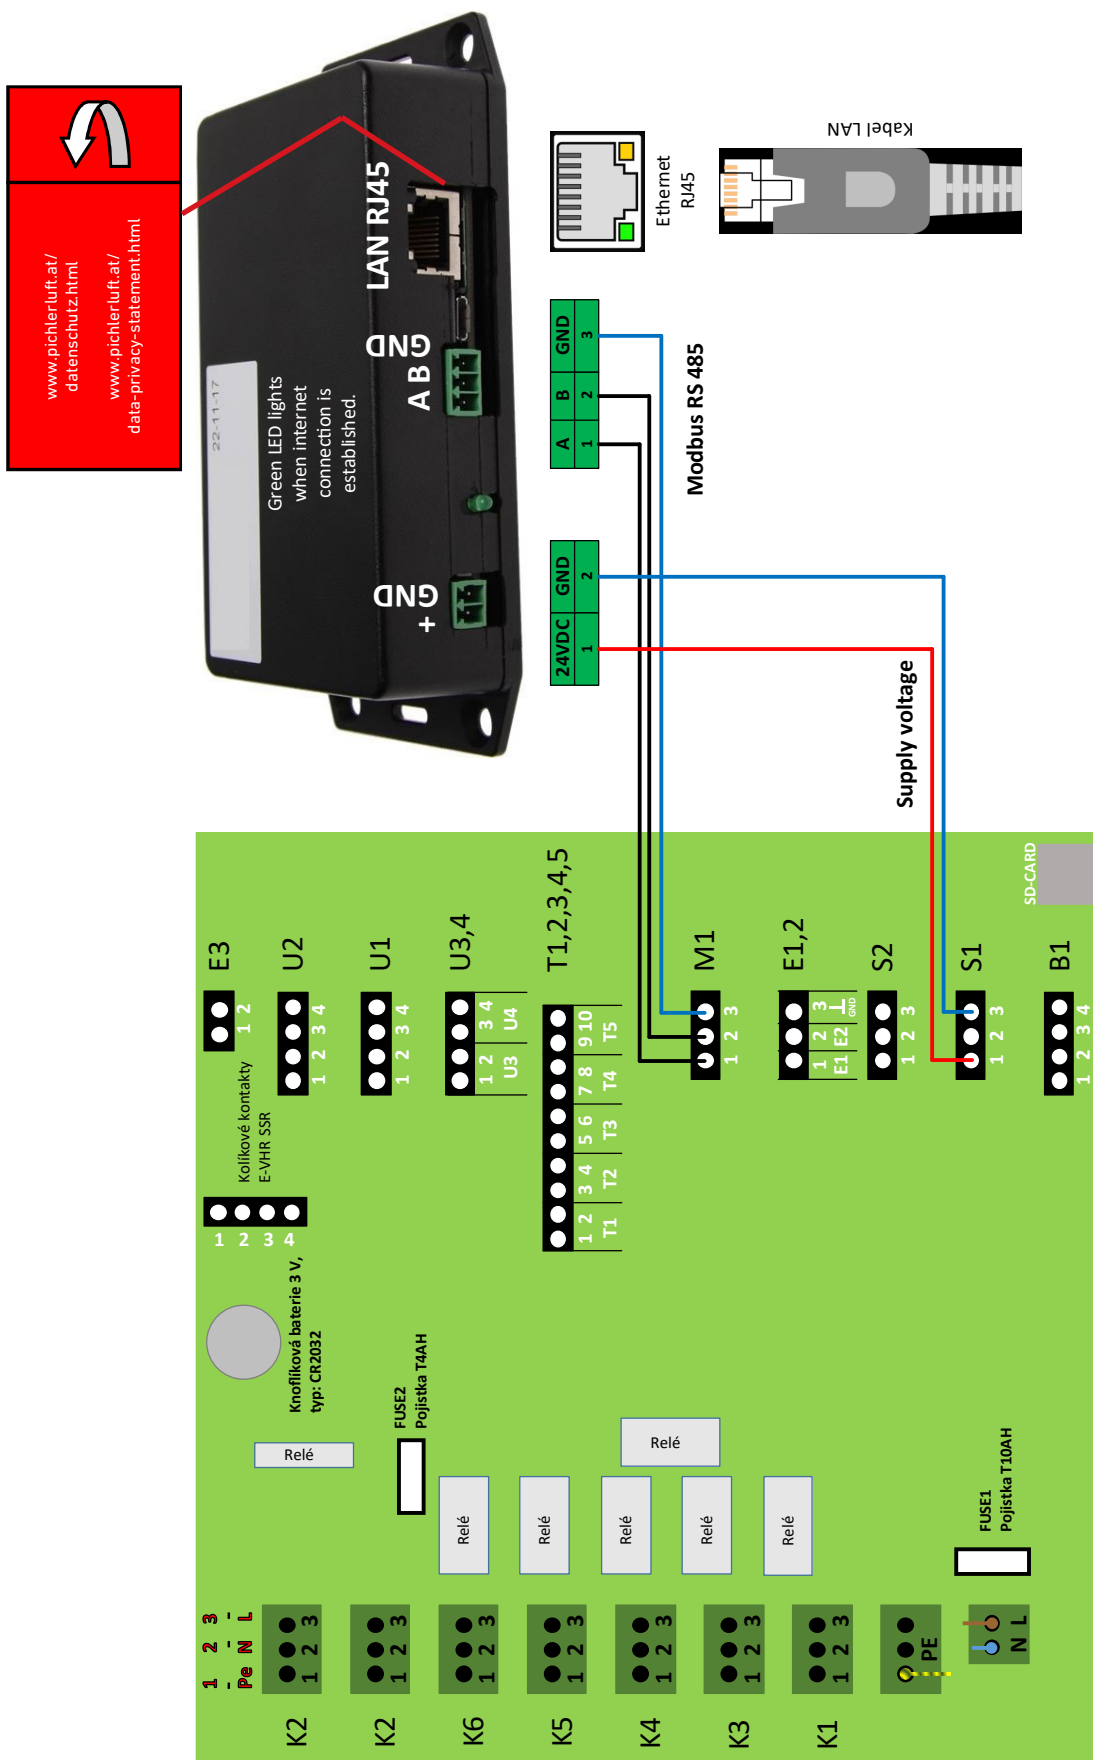 www.pichlerluft.at/
datenschutz.html
www.pichlerluft.at/
data-privacy-statement.html
22-11-17
Green LED lights
when internet
connection is
established.
+
GND
A B
GND
LAN RJ45
24VDC
GND
1
2
A
B
GND
1
2
3
Ethernet
RJ45
Kabel LAN
Modbus RS 485
Supply voltage
E3
1 2
U2
1 2 3 4
U1
1 2 3 4
U3,4
1 2 3 4
U3 U4
T1,2,3,4,5
1 2 3 4 5 6 7 8 9 10
T1 T2 T3 T4 T5
M1
1 2 3
E1,2
1 2 3
E1 E2 GND
S2
1 2 3
S1
1 2 3
B1
1 2 3 4
SD-CARD
Kolíkové kontakty
E-VHR SSR
1
2
3
4
Knoflíková baterie 3 V,
typ: CR2032
FUSE2
Pojistka T4AH
Relé
Relé
Relé
Relé
Relé
Relé
Relé
FUSE1
Pojistka T10AH
1 2 3
- - -
Pe N L
K2
1 2 3
K2
1 2 3
K6
1 2 3
K5
1 2 3
K4
1 2 3
K3
1 2 3
K1
1 2 3
PE
N L